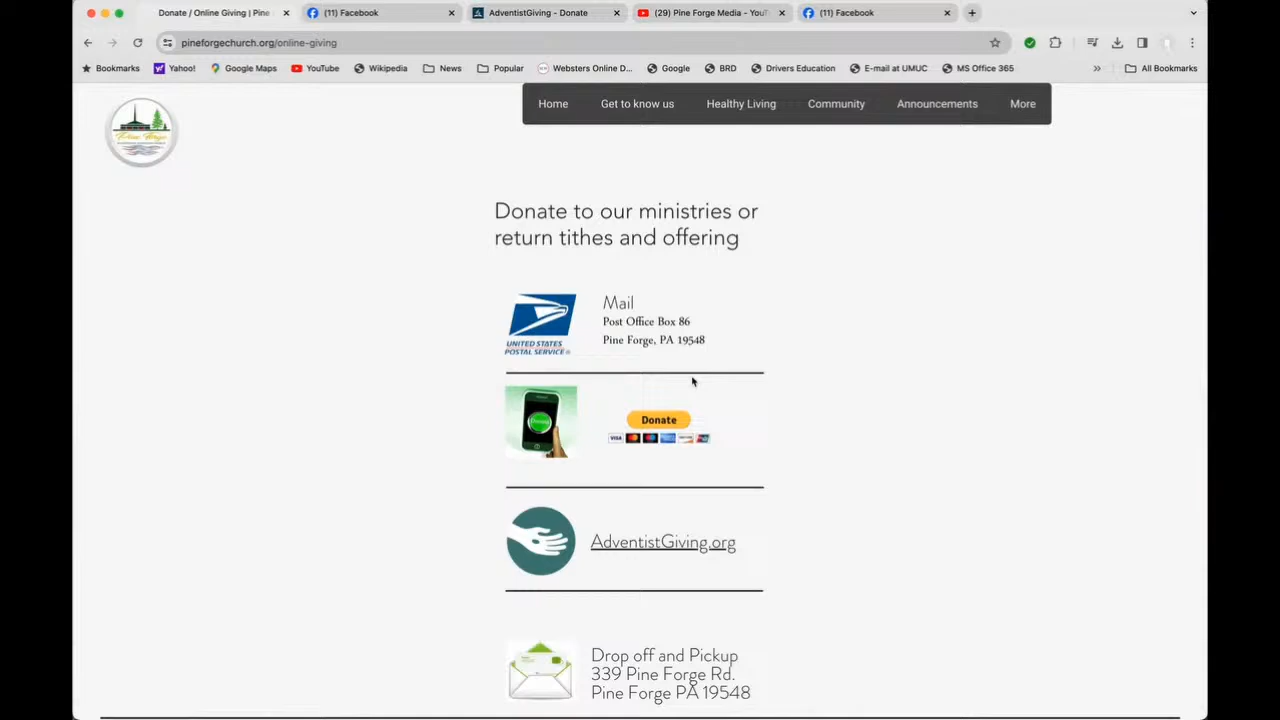 Donate / Online Giving | Pine
(11) Facebook
AdventistGiving - Donate
(29) Pine Forge Media - YouT
(11) Facebook
pineforgechurch.org/online-giving
Bookmarks
Yahoo!
Google Maps
YouTube
Wikipedia
News
Popular
Websters Online D...
Google
BRD
Drivers Education
E-mail at UMUC
MS Office 365
All Bookmarks
Home
Get to know us
Healthy Living
Community
Announcements
More
Pine Forge
Donate to our ministries or
return tithes and offering
UNITED STATES
POSTAL SERVICE®
Mail
Post Office Box 86
Pine Forge, PA 19548
Donate
VISA
AdventistGiving.org
Drop off and Pickup
339 Pine Forge Rd.
Pine Forge PA 19548